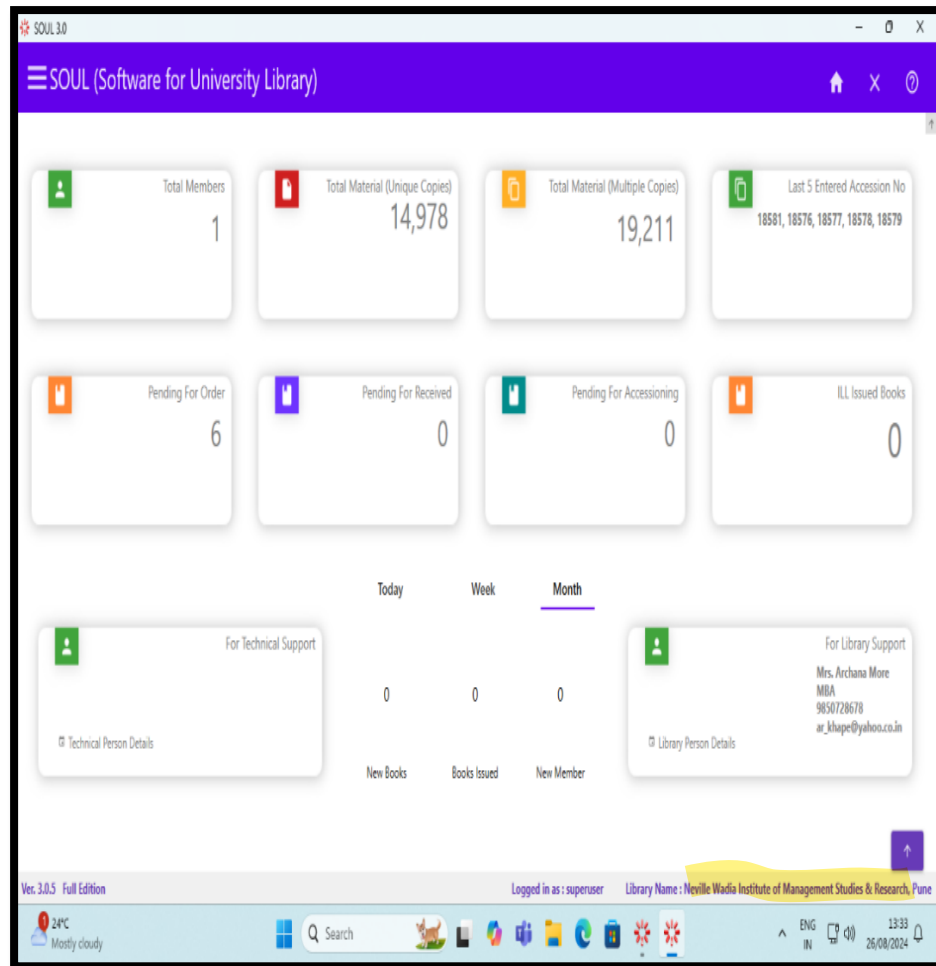 SOUL 3.0
SOUL (Software for University Library)
Total Members
1
Total Material (Unique Copies)
14,978
Total Material (Multiple Copies)
19,211
Last 5 Entered Accession No
18581, 18576, 18577, 18578, 18579
Pending For Order
6
Pending For Received
0
Pending For Accessioning
0
ILL Issued Books
0
Today Week Month
For Technical Support
Technical Person Details
0 0 0
New Books Books Issued New Member
For Library Support
Mrs. Archana More
MBA
9850728678
ar_khape@yahoo.co.in
Library Person Details
Ver. 3.0.5 Full Edition Logged in as : superuser Library Name : Neville Wadia Institute of Management Studies & Research, Pune
1
24°C
Mostly cloudy
Search
ENG
IN
13:33
26/08/2024